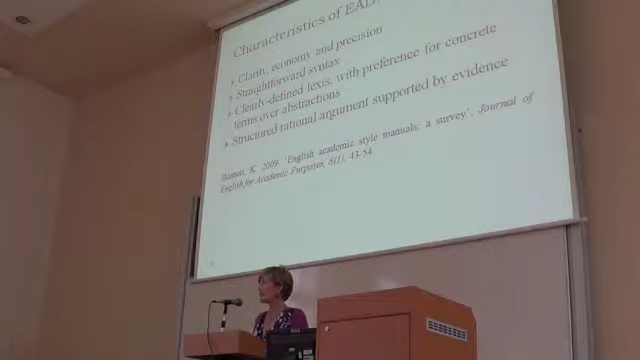 Characteristics of EAD.
Clarity, economy and precision
Straightforward syntax
Clearly-defined lexis, with preference for concrete
terms over abstractions
Structured rational argument supported by evidence
Bennett, K. 2009. 'English academic style manuals: a survey', Journal of
English for Academic Purposes, 8(1), 43-54.